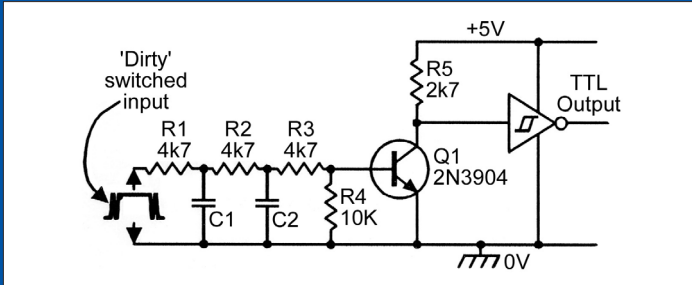 +5V
'Dirty'
switched
input
R5
2k7
TTL
Output
R1
4k7
R2
4k7
R3
4k7
Q1
2N3904
R4
10K
C1
C2
0V